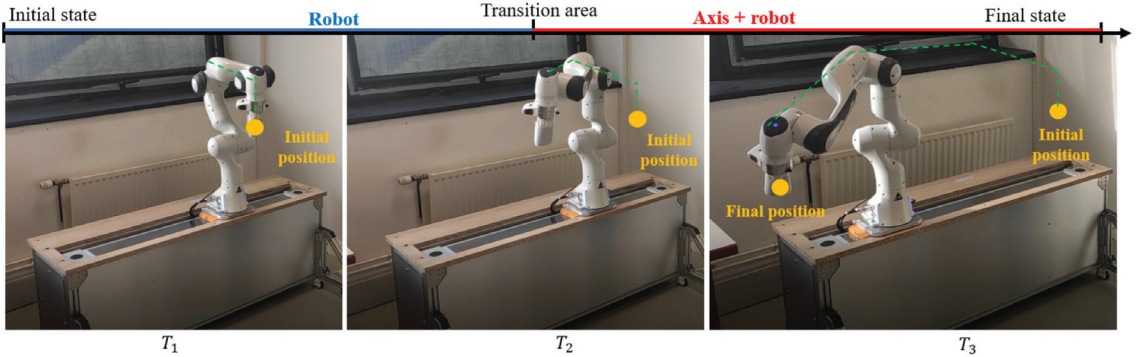 Initial state
Robot
Transition area
Axis + robot
Final state
Initial
position
Initial
position
Initial
position
Final position
T1
T2
T3